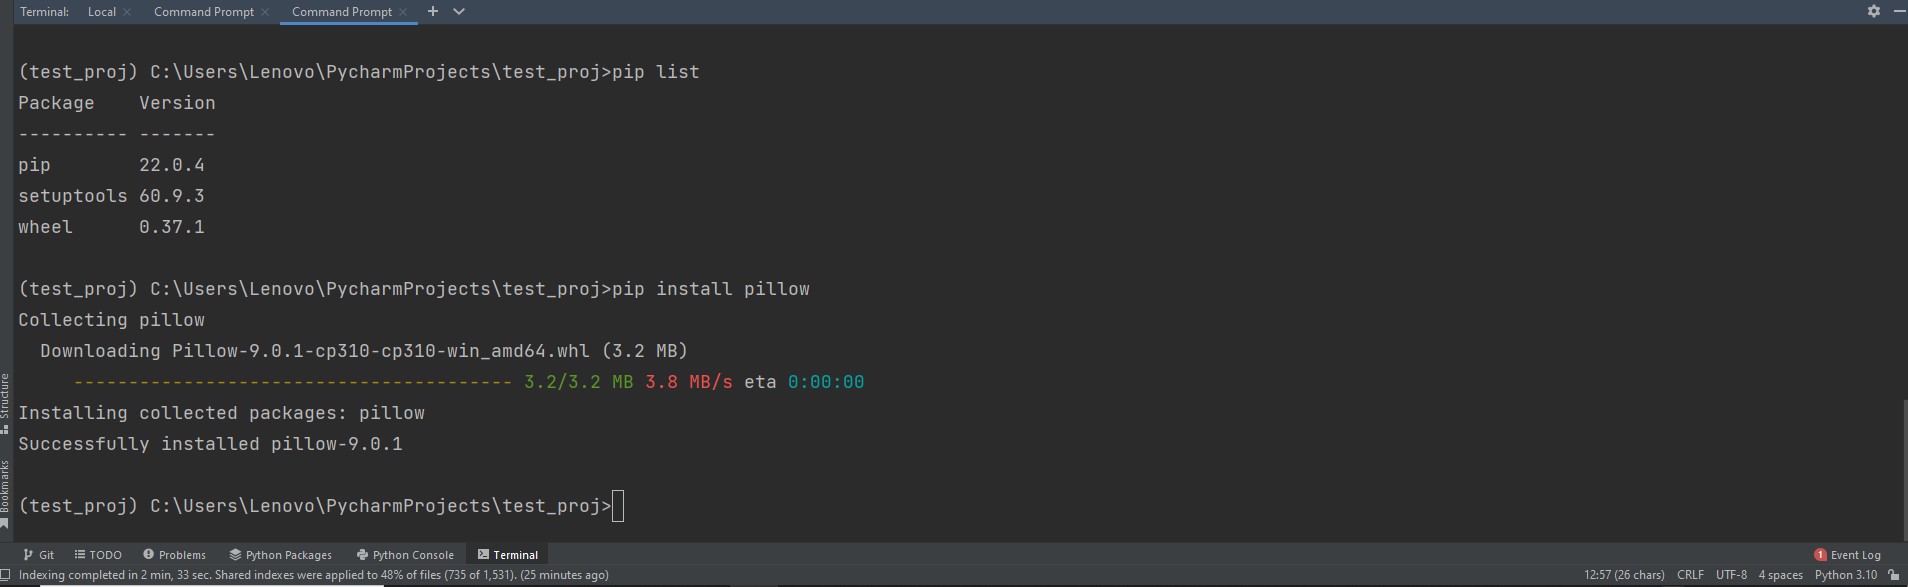 Terminal: Local Command Prompt Command Prompt
(test_proj) C:\Users\Lenovo\PycharmProjects\test_proj>pip list
Package    Version
---------- -------
pip        22.0.4
setuptools 60.9.3
wheel      0.37.1
(test_proj) C:\Users\Lenovo\PycharmProjects\test_proj>pip install pillow
Collecting pillow
  Downloading Pillow-9.0.1-cp310-cp310-win_amd64.whl (3.2 MB)
     ---------------------------------------- 3.2/3.2 MB 3.8 MB/s eta 0:00:00
Installing collected packages: pillow
Successfully installed pillow-9.0.1
(test_proj) C:\Users\Lenovo\PycharmProjects\test_proj>
Structure
Bookmarks
Git TODO Problems Python Packages Python Console Terminal 1 Event Log
Indexing completed in 2 min, 33 sec. Shared indexes were applied to 48% of files (735 of 1,531). (25 minutes ago) 12:57 (26 chars) CRLF UTF-8 4 spaces Python 3.10